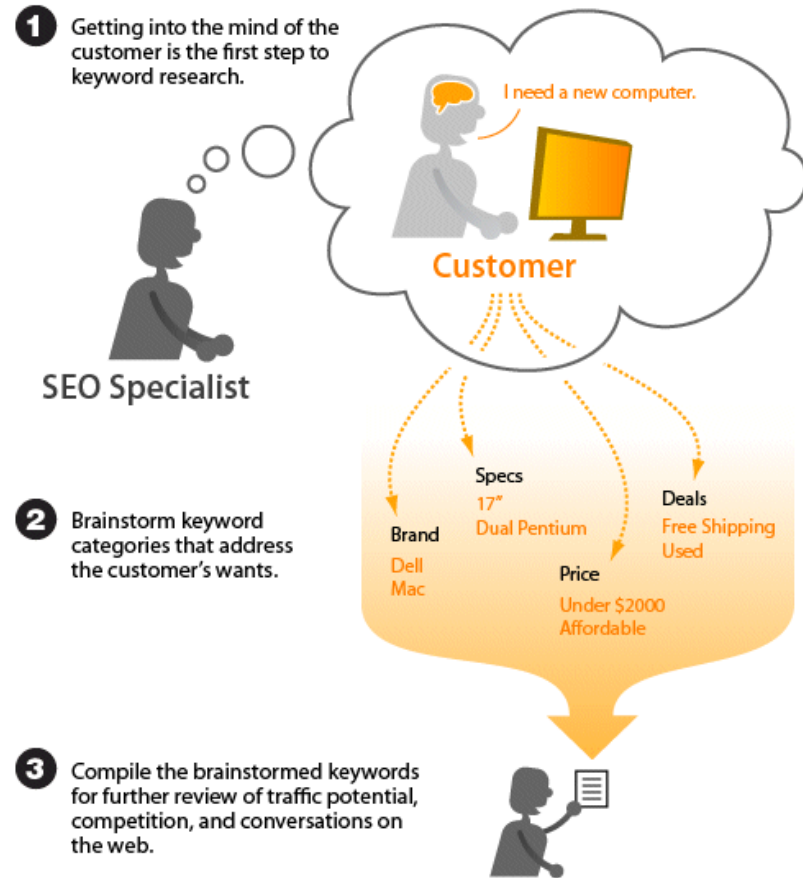 1 Getting into the mind of the
customer is the first step to
keyword research.
I need a new computer.
Customer
SEO Specialist
2 Brainstorm keyword
categories that address
the customer's wants.
Brand
Dell
Mac
Specs
17"
Dual Pentium
Price
Under $2000
Affordable
Deals
Free Shipping
Used
3 Compile the brainstormed keywords
for further review of traffic potential,
competition, and conversations on
the web.